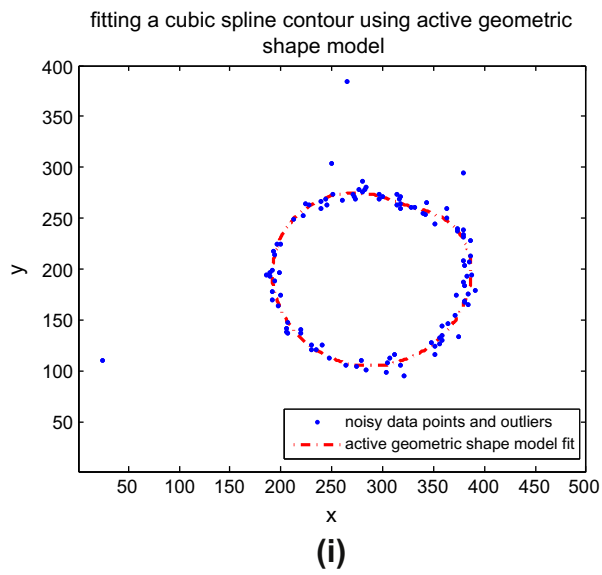 fitting a cubic spline contour using active geometric
shape model
400
350
300
250
200
150
100
50
y
50 100 150 200 250 300 350 400 450 500
x
noisy data points and outliers
active geometric shape model fit
(i)